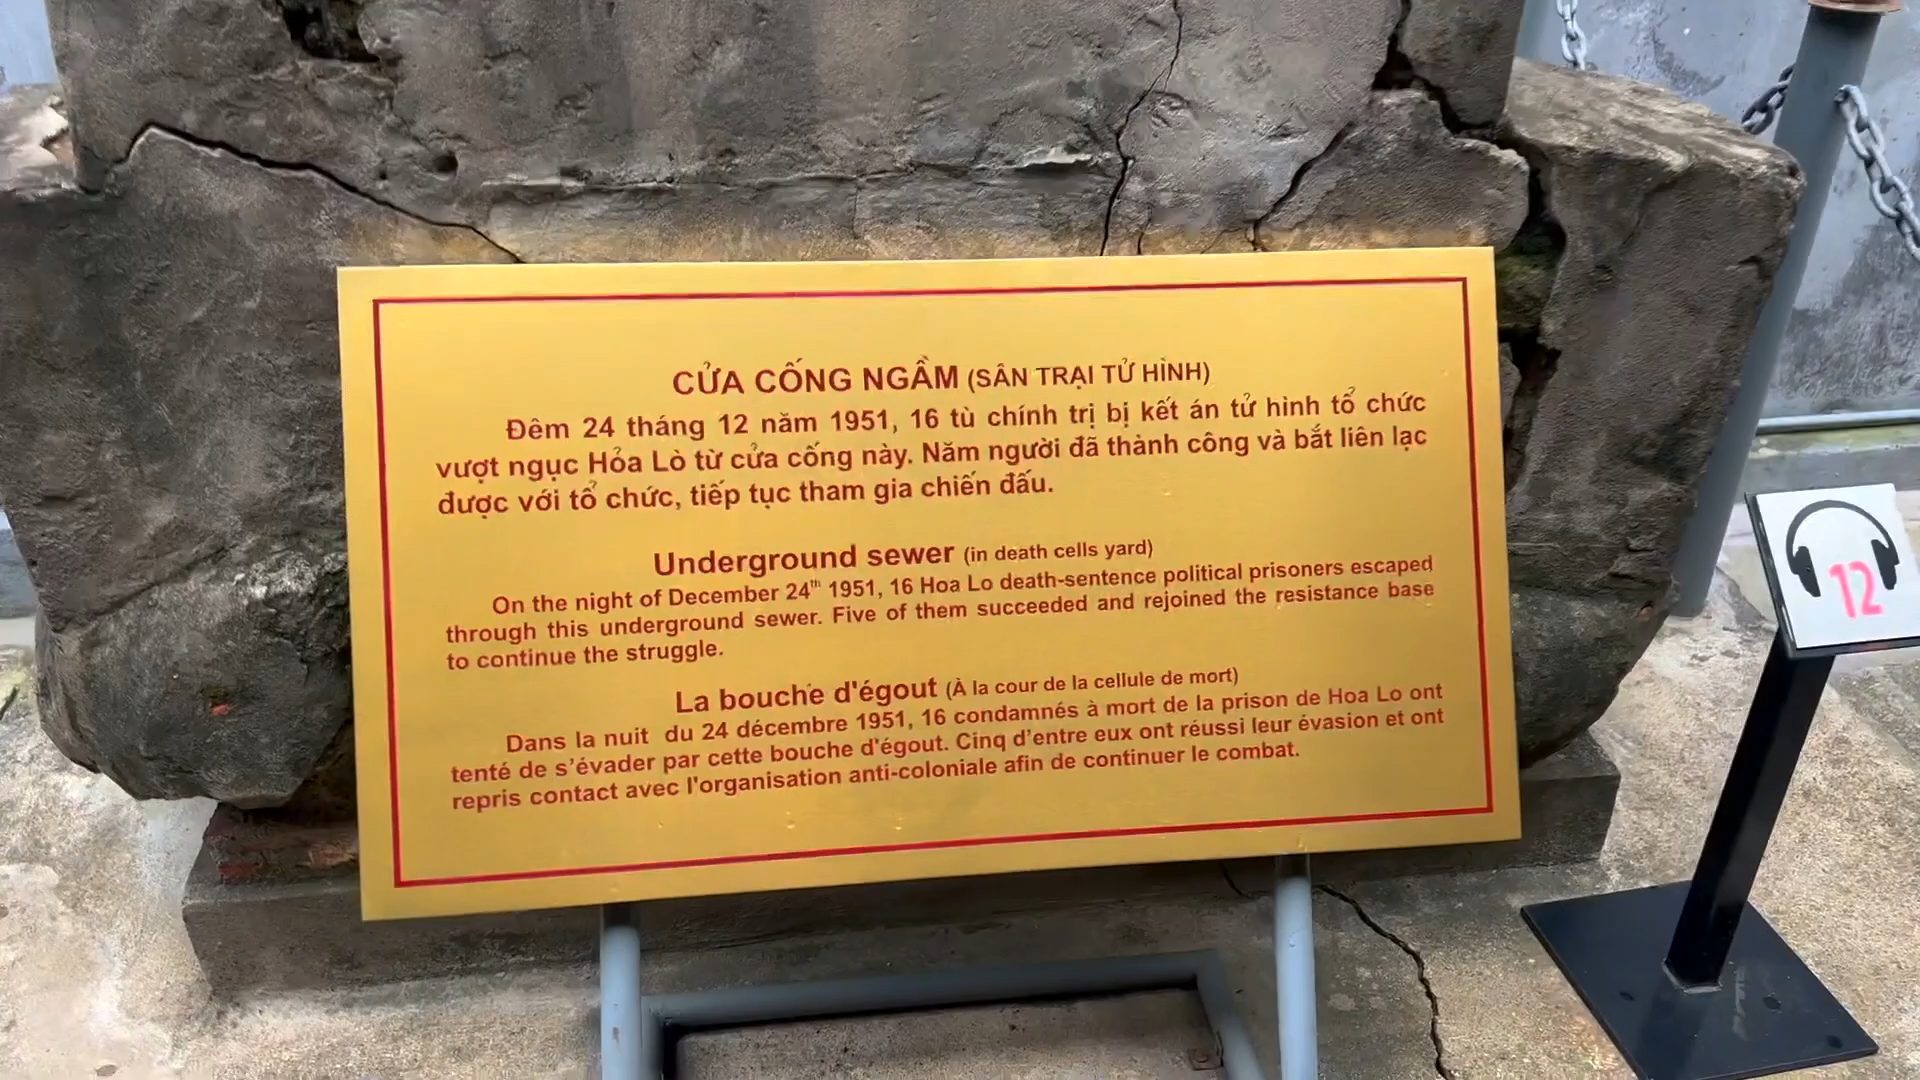 CỬA CỐNG NGẦM (SÂN TRẠI TỬ HÌNH)
Đêm 24 tháng 12 năm 1951, 16 tù chính trị bị kết án tử hình tổ chức
vượt ngục Hỏa Lò từ cửa cống này. Năm người đã thành công và bắt liên lạc
được với tổ chức, tiếp tục tham gia chiến đấu.
Underground sewer (in death cells yard)
On the night of December 24th 1951, 16 Hoa Lo death-sentence political prisoners escaped
through this underground sewer. Five of them succeeded and rejoined the resistance base
to continue the struggle.
La bouche d'égout (À la cour de la cellule de mort)
Dans la nuit du 24 décembre 1951, 16 condamnés à mort de la prison de Hoa Lo ont
tenté de s’évader par cette bouche d'égout. Cinq d’entre eux ont réussi leur évasion et ont
repris contact avec l'organisation anti-coloniale afin de continuer le combat.
12